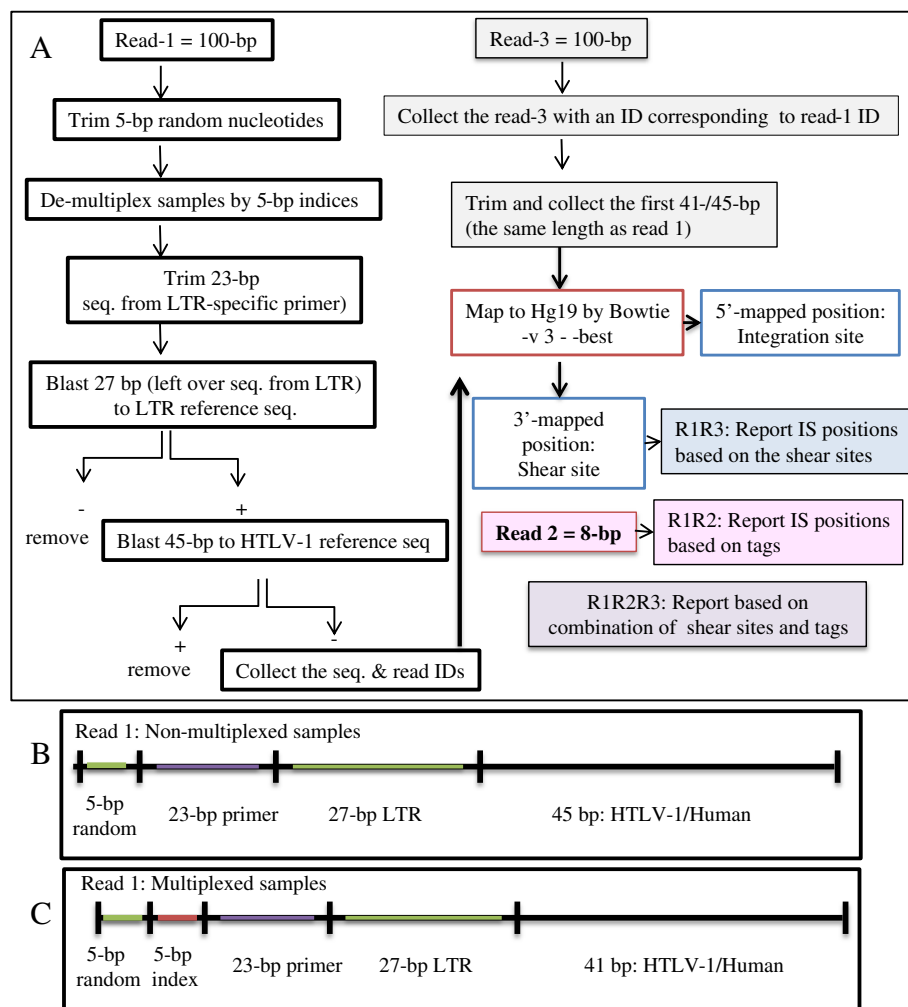 A
Read-1 = 100-bp
Trim 5-bp random nucleotides
De-multiplex samples by 5-bp indices
Trim 23-bp
seq. from LTR-specific primer)
Blast 27 bp (left over seq. from LTR)
to LTR reference seq.
-
remove
+
Blast 45-bp to HTLV-1 reference seq
+
remove
-
Collect the seq. & read IDs
Read-3 = 100-bp
Collect the read-3 with an ID corresponding to read-1 ID
Trim and collect the first 41-/45-bp
(the same length as read 1)
Map to Hg19 by Bowtie
-v 3 - -best
5’-mapped position:
Integration site
3’-mapped
position:
Shear site
R1R3: Report IS positions
based on the shear sites
Read 2 = 8-bp
R1R2: Report IS positions
based on tags
R1R2R3: Report based on
combination of shear sites and tags
B
Read 1: Non-multiplexed samples
5-bp
random
23-bp primer
27-bp LTR
45 bp: HTLV-1/Human
C
Read 1: Multiplexed samples
5-bp
random
5-bp
index
23-bp primer
27-bp LTR
41 bp: HTLV-1/Human